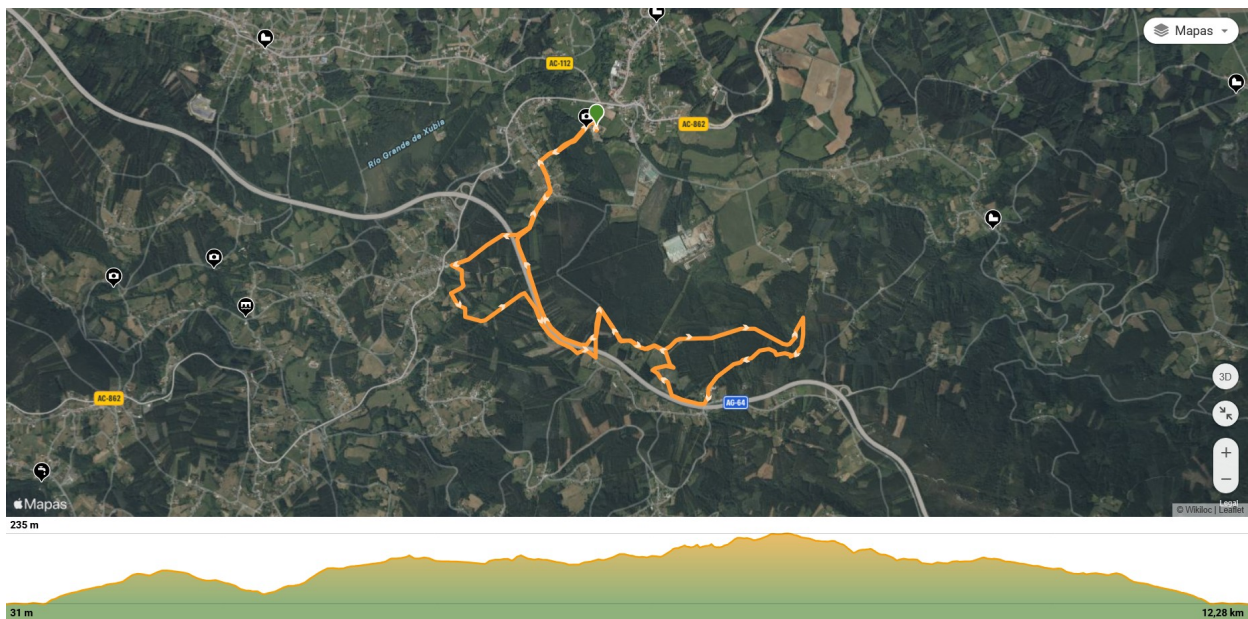 Mapas
AC-112
AC-862
Río Grande de Xubia
3D
AG-64
AC-862
+
−
Mapas
Legal
© Wikiloc | Leaflet
235 m
31 m
12,28 km